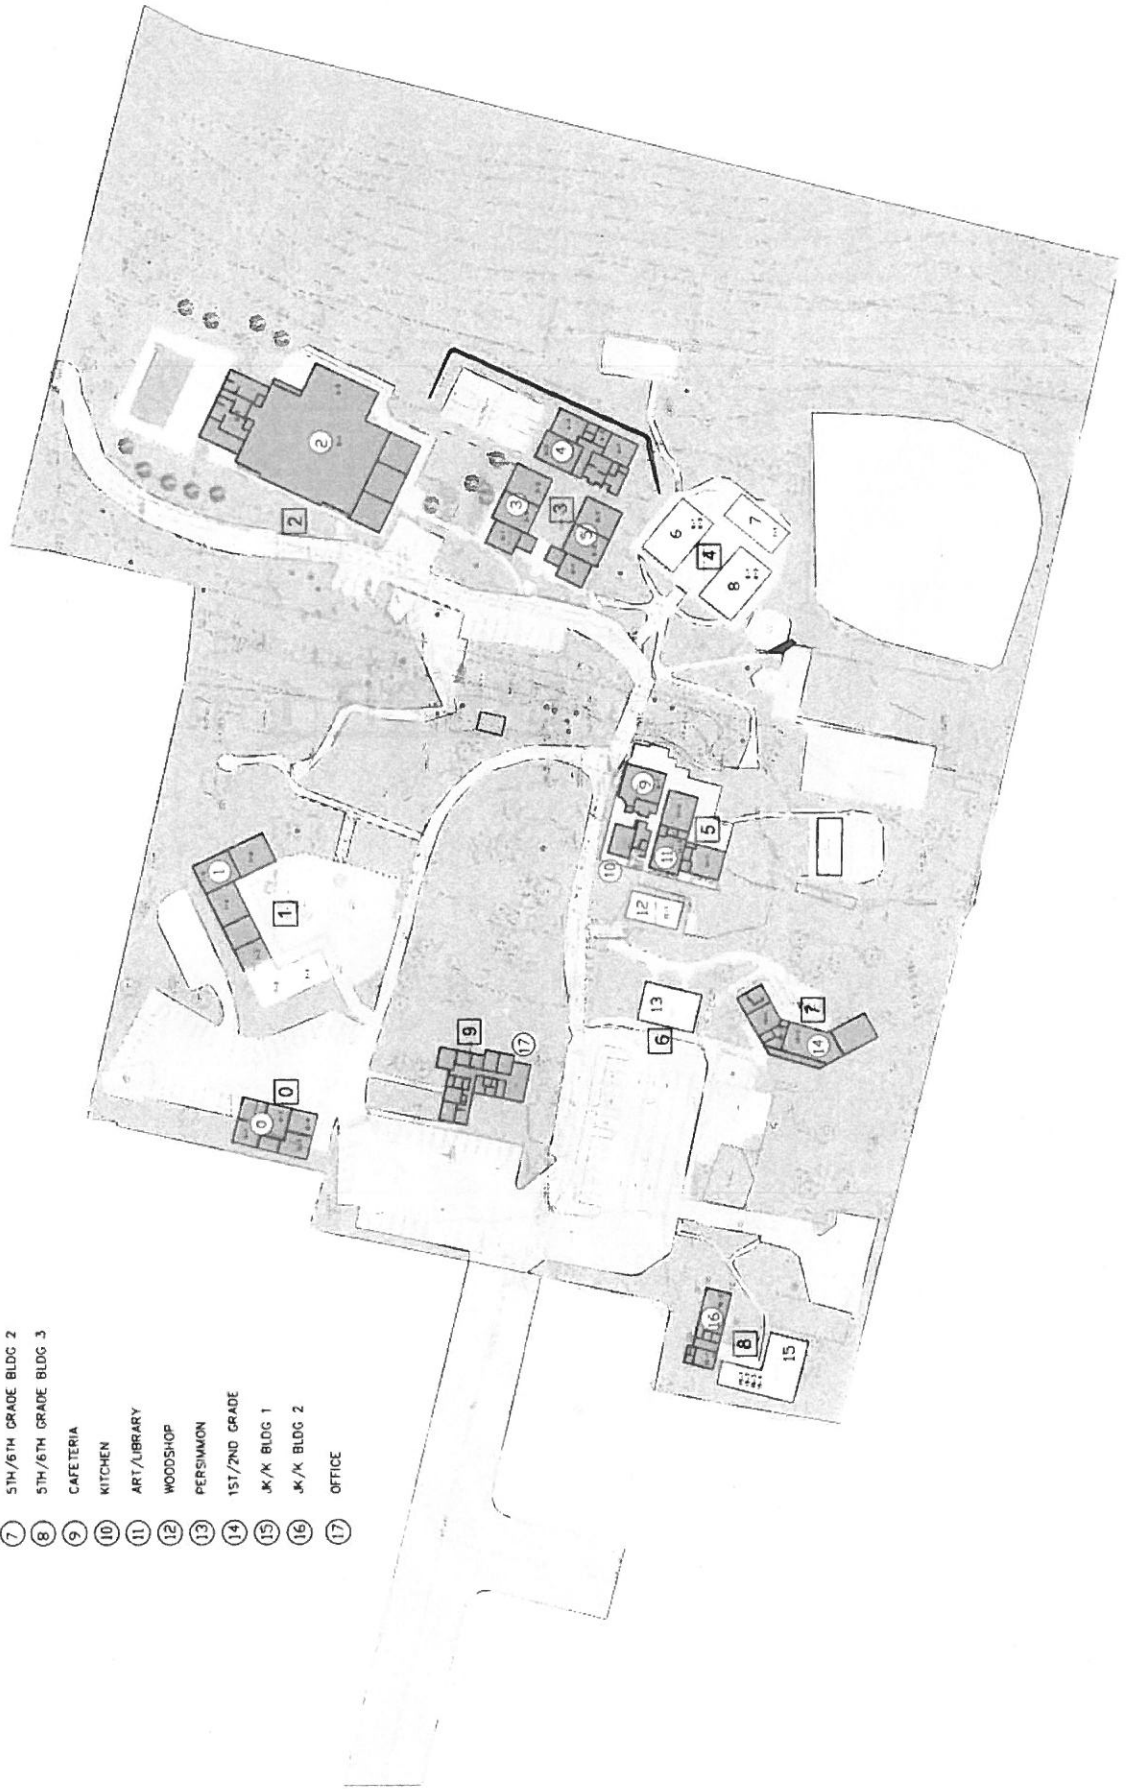 7 5TH/6TH GRADE BLDG 2
8 5TH/6TH GRADE BLDG 3
9 CAFETERIA
10 KITCHEN
11 ART/LIBRARY
12 WOODSHOP
13 PERSIMMON
14 1ST/2ND GRADE
15 JK/K BLDG 1
16 JK/K BLDG 2
17 OFFICE
0
0
1
1
2
2
3
3
4
5
6
4
7
8
9
10
11
5
12
13
6
14
7
9
17
16
8
15